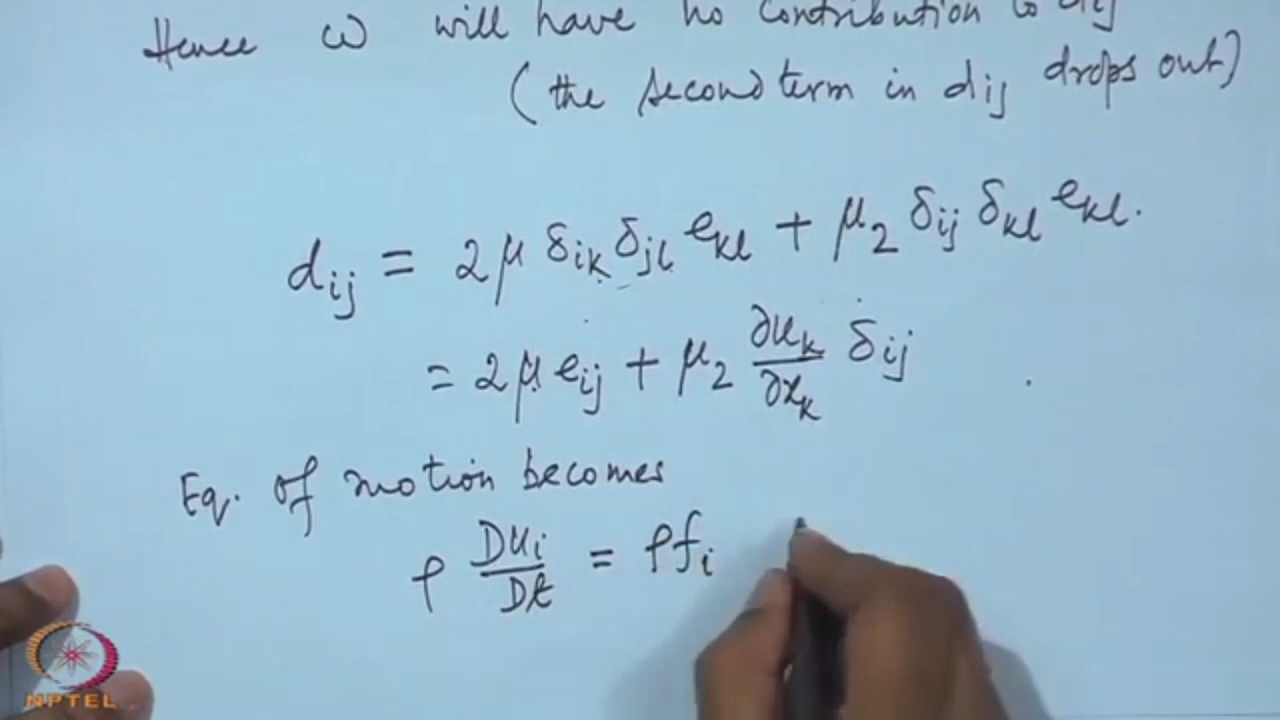 Hence ω will have no contribution to dij
(the second term in dij drops out)
dij = 2μ δik δjl ekl + μ2 δij δkl ekl.
= 2μ eij + μ2 ∂uk/∂xk δij
Eq. of motion becomes
ρ Dui/Dt = ρfi
NPTEL